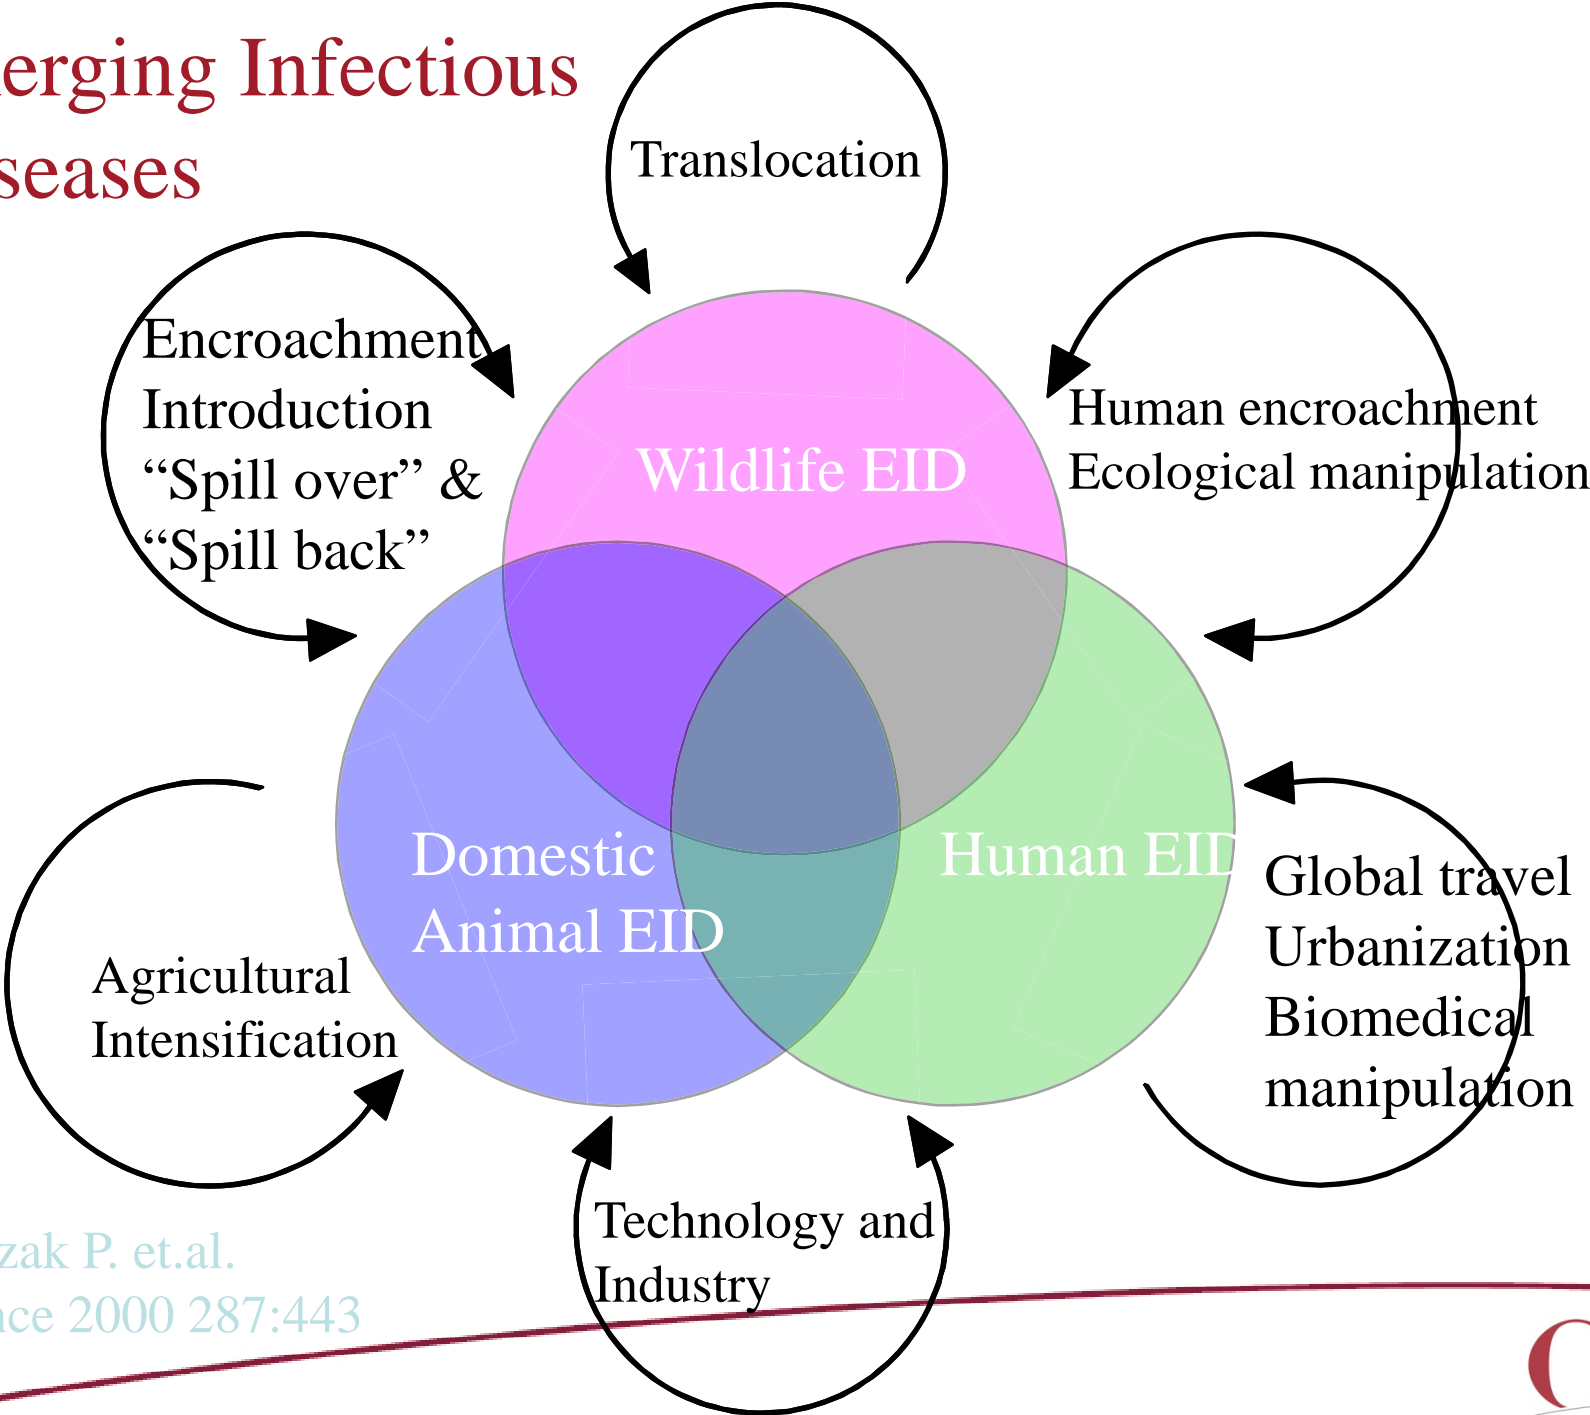 erging Infectious
seases
Translocation
Encroachment
Introduction
“Spill over” &
“Spill back”
Human encroachment
Ecological manipulation
Wildlife EID
Domestic
Animal EID
Human EID
Agricultural
Intensification
Global travel
Urbanization
Biomedical
manipulation
Technology and
Industry
zak P. et.al.
nce 2000 287:443